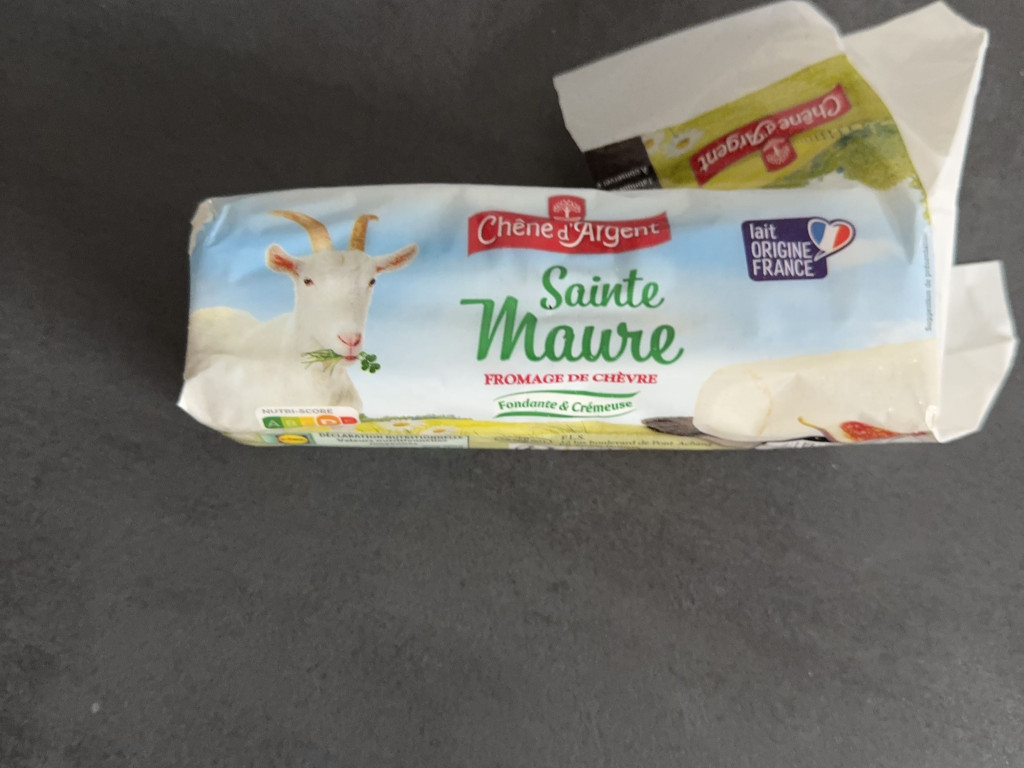 Chêne d'Argent
Chêne d'Argent
lait
ORIGINE
FRANCE
Sainte
Maure
FROMAGE DE CHÈVRE
Fondante & Crémeuse
NUTRI-SCORE
A B
DÉCLARATION NUTRITIONNELLE